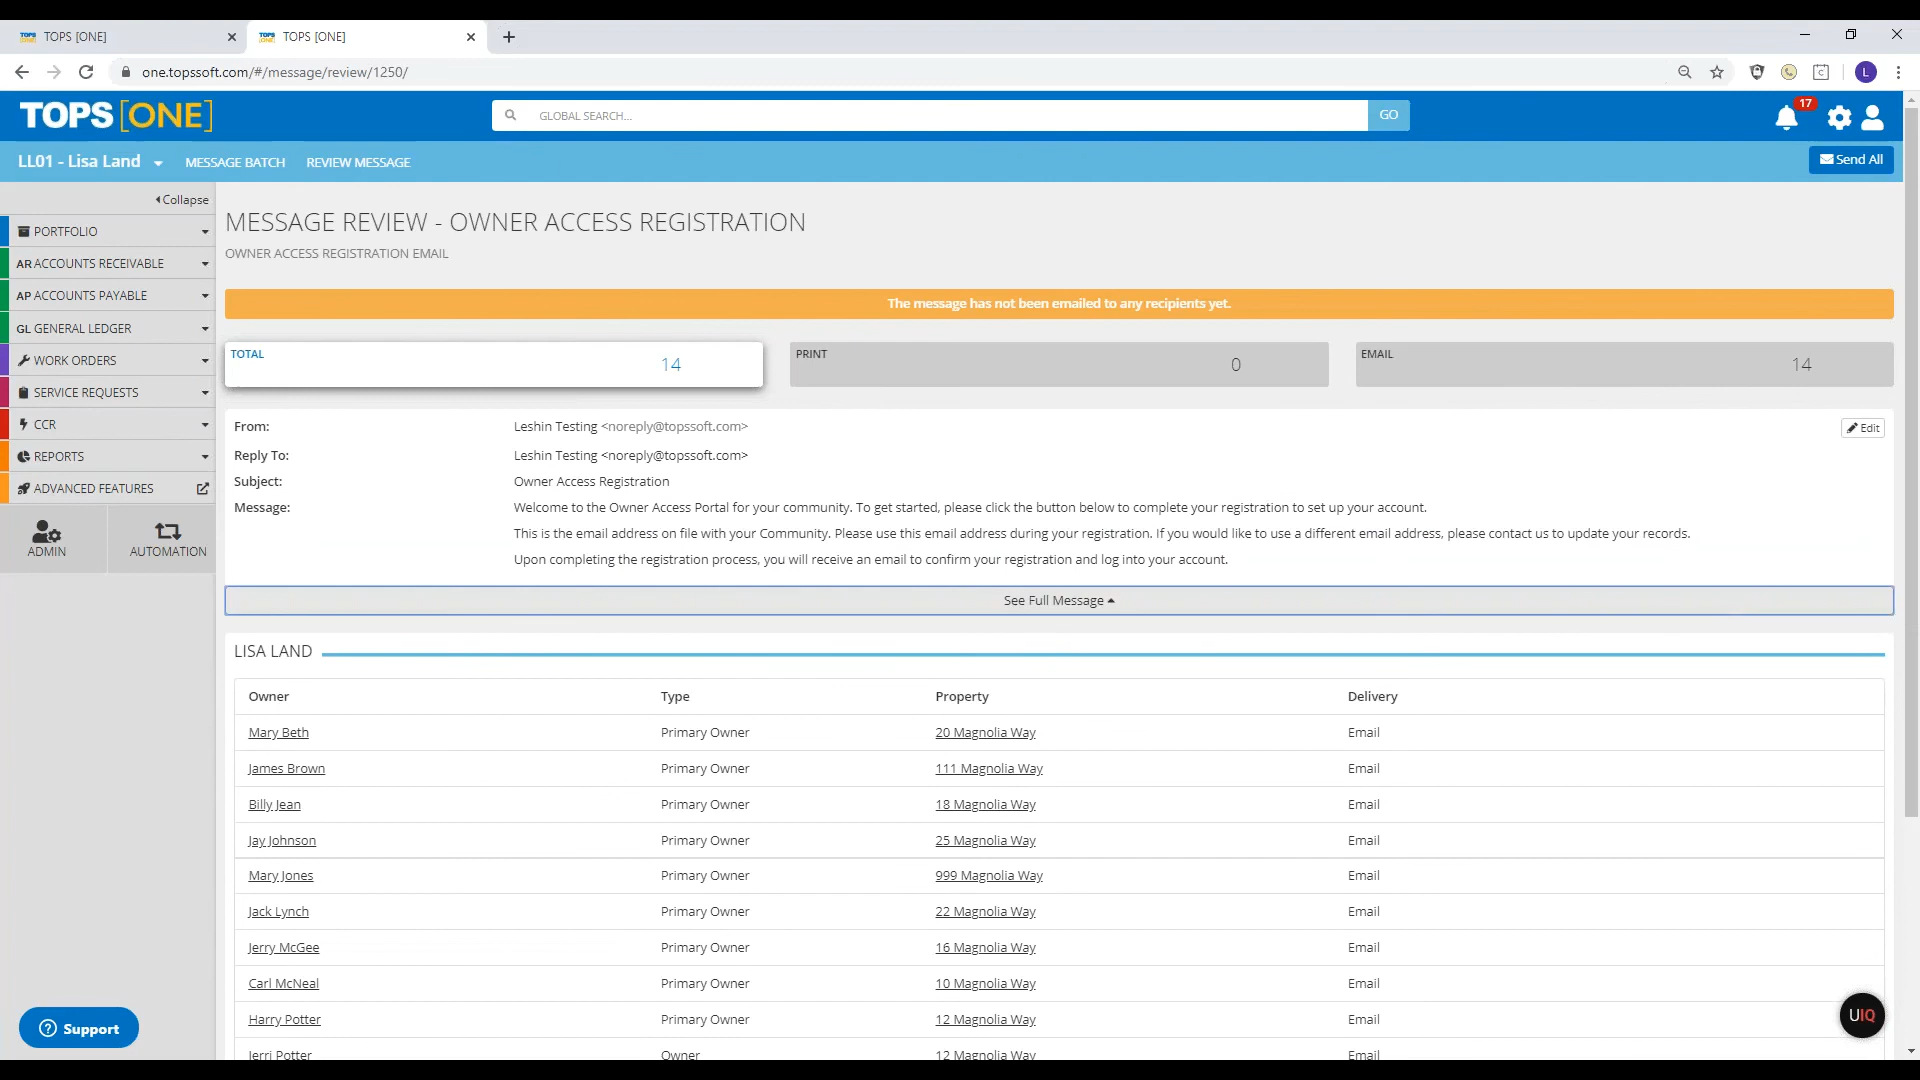 TOPS [ONE]
TOPS [ONE]
one.topssoft.com/#/message/review/1250/
L
TOPS [ONE]
GLOBAL SEARCH...
GO
17
LL01 - Lisa Land
MESSAGE BATCH
REVIEW MESSAGE
Send All
Collapse
PORTFOLIO
AR ACCOUNTS RECEIVABLE
AP ACCOUNTS PAYABLE
GL GENERAL LEDGER
WORK ORDERS
SERVICE REQUESTS
CCR
REPORTS
ADVANCED FEATURES
ADMIN
AUTOMATION
Support
MESSAGE REVIEW - OWNER ACCESS REGISTRATION
OWNER ACCESS REGISTRATION EMAIL
The message has not been emailed to any recipients yet.
TOTAL 14
PRINT 0
EMAIL 14
From: Leshin Testing <noreply@topssoft.com>
Edit
Reply To: Leshin Testing <noreply@topssoft.com>
Subject: Owner Access Registration
Message: Welcome to the Owner Access Portal for your community. To get started, please click the button below to complete your registration to set up your account.
This is the email address on file with your Community. Please use this email address during your registration. If you would like to use a different email address, please contact us to update your records.
Upon completing the registration process, you will receive an email to confirm your registration and log into your account.
See Full Message
LISA LAND
Owner Type Property Delivery
Mary Beth Primary Owner 20 Magnolia Way Email
James Brown Primary Owner 111 Magnolia Way Email
Billy Jean Primary Owner 18 Magnolia Way Email
Jay Johnson Primary Owner 25 Magnolia Way Email
Mary Jones Primary Owner 999 Magnolia Way Email
Jack Lynch Primary Owner 22 Magnolia Way Email
Jerry McGee Primary Owner 16 Magnolia Way Email
Carl McNeal Primary Owner 10 Magnolia Way Email
Harry Potter Primary Owner 12 Magnolia Way Email
Jerri Potter Owner 12 Magnolia Way Email
UIQ